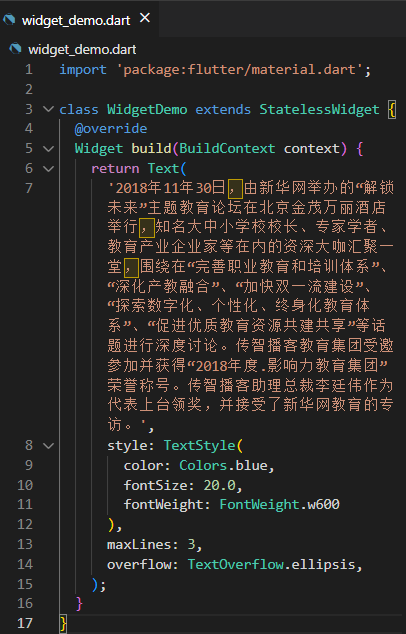 widget_demo.dart ×
widget_demo.dart
1 import 'package:flutter/material.dart';
2
3 class WidgetDemo extends StatelessWidget {
4 @override
5 Widget build(BuildContext context) {
6 return Text(
7 '2018年11年30日，由新华网举办的“解锁
未来”主题教育论坛在北京金茂万丽酒店
举行，知名大中小学校校长、专家学者、
教育产业企业家等在内的资深大咖汇聚一
堂，围绕在“完善职业教育和培训体系”、
“深化产教融合”、“加快双一流建设”、
“探索数字化、个性化、终身化教育体
系”、“促进优质教育资源共建共享”等话
题进行深度讨论。传智播客教育集团受邀
参加并获得“2018年度.影响力教育集团”
荣誉称号。传智播客助理总裁李廷伟作为
代表上台领奖，并接受了新华网教育的专
访。',
8 style: TextStyle(
9 color: Colors.blue,
10 fontSize: 20.0,
11 fontWeight: FontWeight.w600
12 ),
13 maxLines: 3,
14 overflow: TextOverflow.ellipsis,
15 );
16 }
17 }